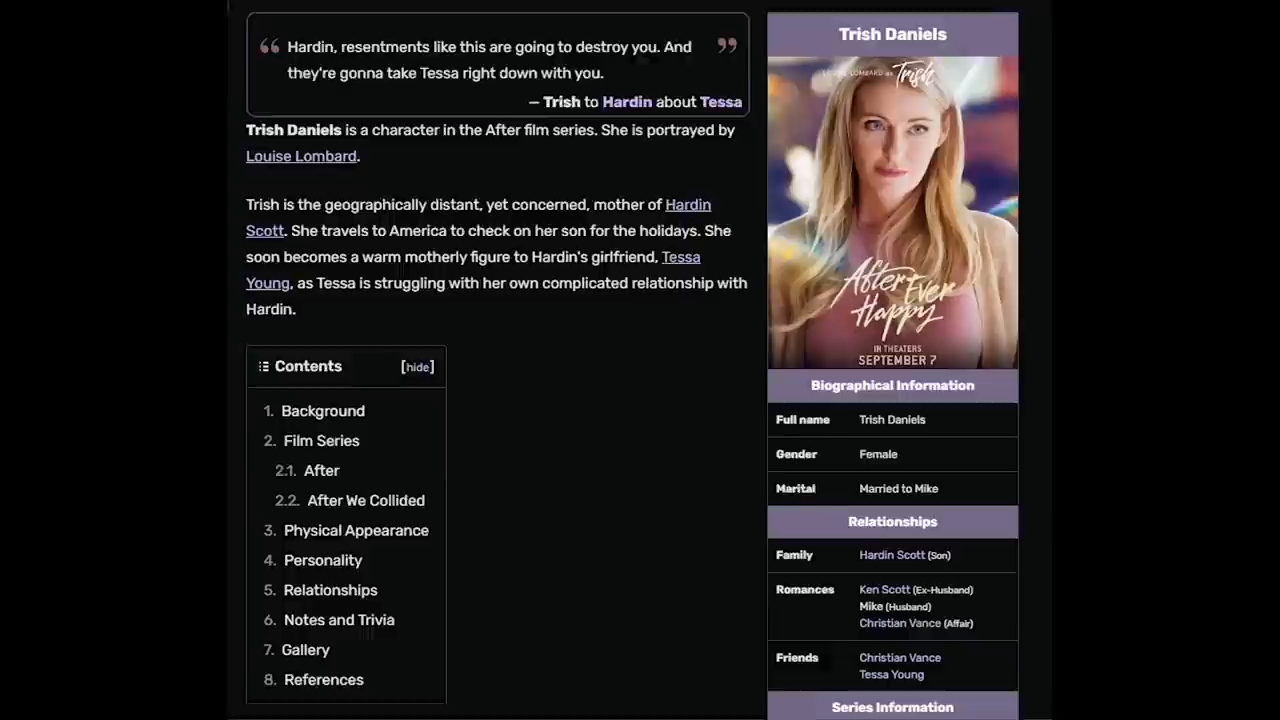 ❝ Hardin, resentments like this are going to destroy you. And ❞
they're gonna take Tessa right down with you.
– Trish to Hardin about Tessa
Trish Daniels is a character in the After film series. She is portrayed by
Louise Lombard.
Trish is the geographically distant, yet concerned, mother of Hardin
Scott. She travels to America to check on her son for the holidays. She
soon becomes a warm motherly figure to Hardin's girlfriend, Tessa
Young, as Tessa is struggling with her own complicated relationship with
Hardin.
Contents [hide]
1. Background
2. Film Series
2.1. After
2.2. After We Collided
3. Physical Appearance
4. Personality
5. Relationships
6. Notes and Trivia
7. Gallery
8. References
Trish Daniels
LOUISE LOMBARD AS Trish
After Ever
Happy
IN THEATERS
SEPTEMBER 7
Biographical Information
Full name Trish Daniels
Gender Female
Marital Married to Mike
Relationships
Family Hardin Scott (Son)
Romances Ken Scott (Ex-Husband)
Mike (Husband)
Christian Vance (Affair)
Friends Christian Vance
Tessa Young
Series Information